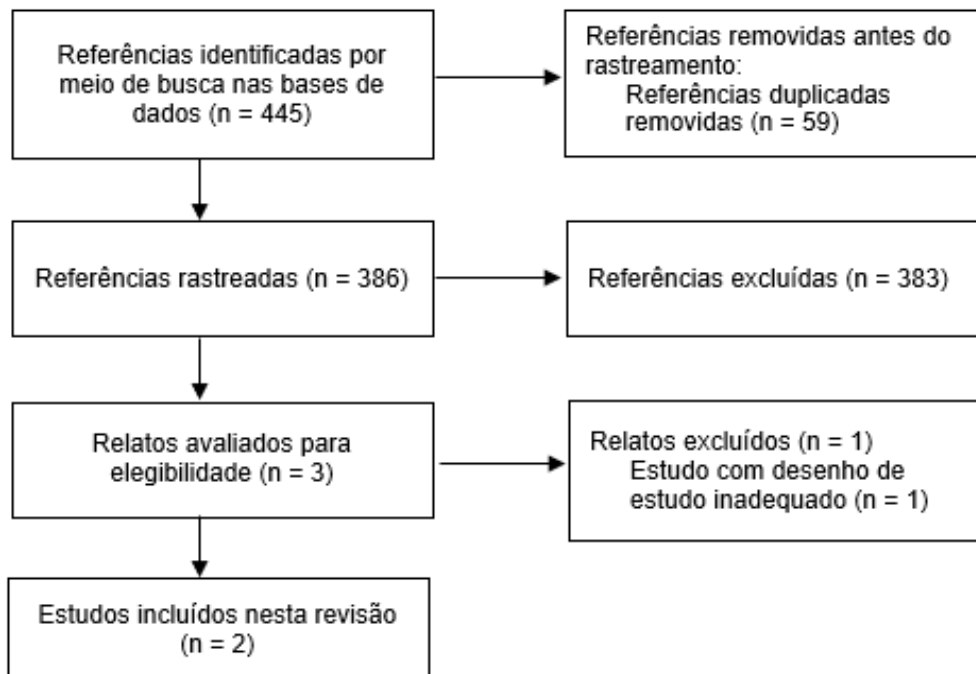 Referências identificadas por
meio de busca nas bases de
dados (n = 445)
Referências removidas antes do
rastreamento:
Referências duplicadas
removidas (n = 59)
Referências rastreadas (n = 386)
Referências excluídas (n = 383)
Relatos avaliados para
elegibilidade (n = 3)
Relatos excluídos (n = 1)
Estudo com desenho de
estudo inadequado (n = 1)
Estudos incluídos nesta revisão
(n = 2)